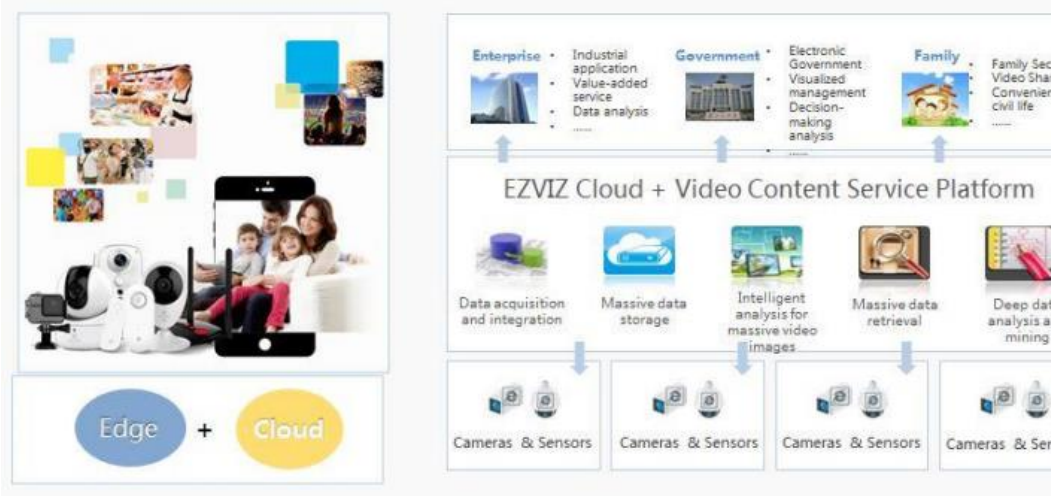 Edge + Cloud
Enterprise
• Industrial
application
• Value-added
service
• Data analysis
• ......
Government
• Electronic
Government
• Visualized
management
• Decision-
making
analysis
• ......
Family
• Family Sec
• Video Shar
• Convenien
civil life
• ......
EZVIZ Cloud + Video Content Service Platform
Data acquisition
and integration
Massive data
storage
Intelligent
analysis for
massive video
images
Massive data
retrieval
Deep dat
analysis a
mining
Cameras & Sensors
Cameras & Sensors
Cameras & Sensors
Cameras & Sen